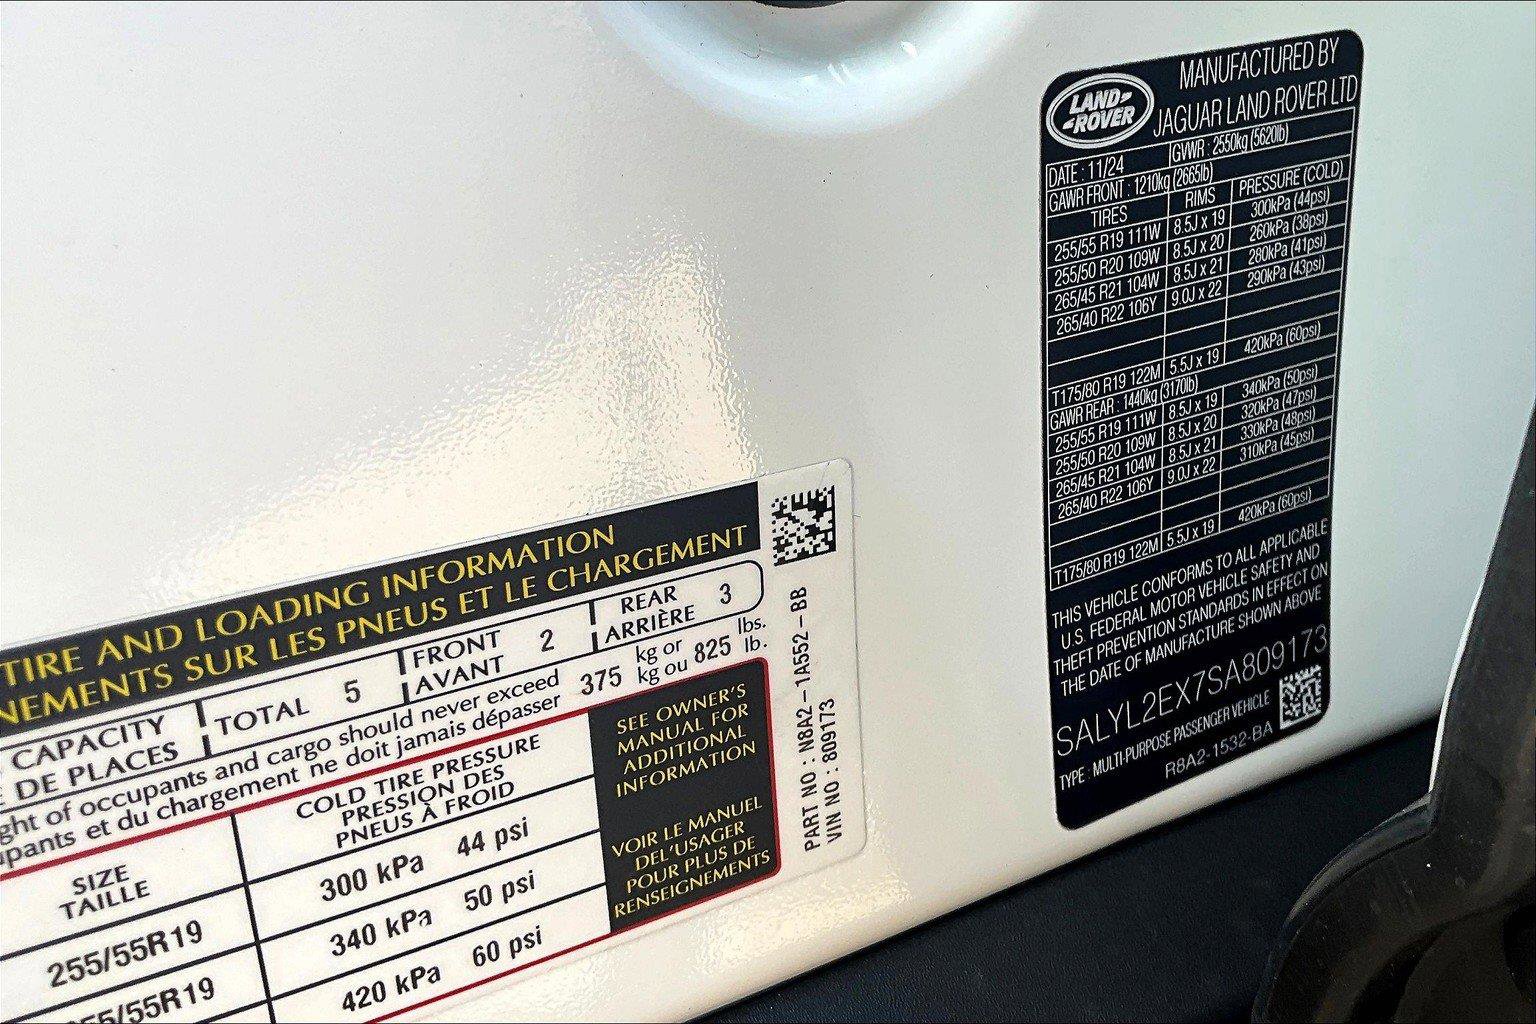 TIRE AND LOADING INFORMATION
NEMENTS SUR LES PNEUS ET LE CHARGEMENT
CAPACITY
DE PLACES
TOTAL 5
FRONT
AVANT
2
REAR
ARRIÈRE
3
of occupants and cargo should never exceed
et du chargement ne doit jamais dépasser
375 kg or
kg ou 825 lbs.
lb.
SIZE
TAILLE
COLD TIRE PRESSURE
PRESSION DES
PNEUS À FROID
255/55R19
300 kPa 44 psi
55/55R19
340 kPa 50 psi
420 kPa 60 psi
SEE OWNER'S
MANUAL FOR
ADDITIONAL
INFORMATION
VOIR LE MANUEL
DEL'USAGER
POUR PLUS DE
RENSEIGNEMENTS
PART NO : N8A2-1A552-BB
VIN NO : 809173
LAND
ROVER
MANUFACTURED BY
JAGUAR LAND ROVER LTD
DATE : 11/24 GVWR : 2550kg (5620lb)
GAWR FRONT : 1210kg (2665lb)
TIRES RIMS PRESSURE (COLD)
255/55 R19 111W 8.5J x 19 300kPa (44psi)
255/50 R20 109W 8.5J x 20 260kPa (38psi)
265/45 R21 104W 8.5J x 21 280kPa (41psi)
265/40 R22 106Y 9.0J x 22 290kPa (43psi)
T175/80 R19 122M 5.5J x 19 420kPa (60psi)
GAWR REAR : 1440kg (3170lb)
255/55 R19 111W 8.5J x 19 340kPa (50psi)
255/50 R20 109W 8.5J x 20 320kPa (47psi)
265/45 R21 104W 8.5J x 21 330kPa (48psi)
265/40 R22 106Y 9.0J x 22 310kPa (45psi)
T175/80 R19 122M 5.5J x 19 420kPa (60psi)
THIS VEHICLE CONFORMS TO ALL APPLICABLE
U.S. FEDERAL MOTOR VEHICLE SAFETY AND
THEFT PREVENTION STANDARDS IN EFFECT ON
THE DATE OF MANUFACTURE SHOWN ABOVE
SALYL2EX7SA809173
TYPE : MULTI-PURPOSE PASSENGER VEHICLE
R8A2-1532-BA